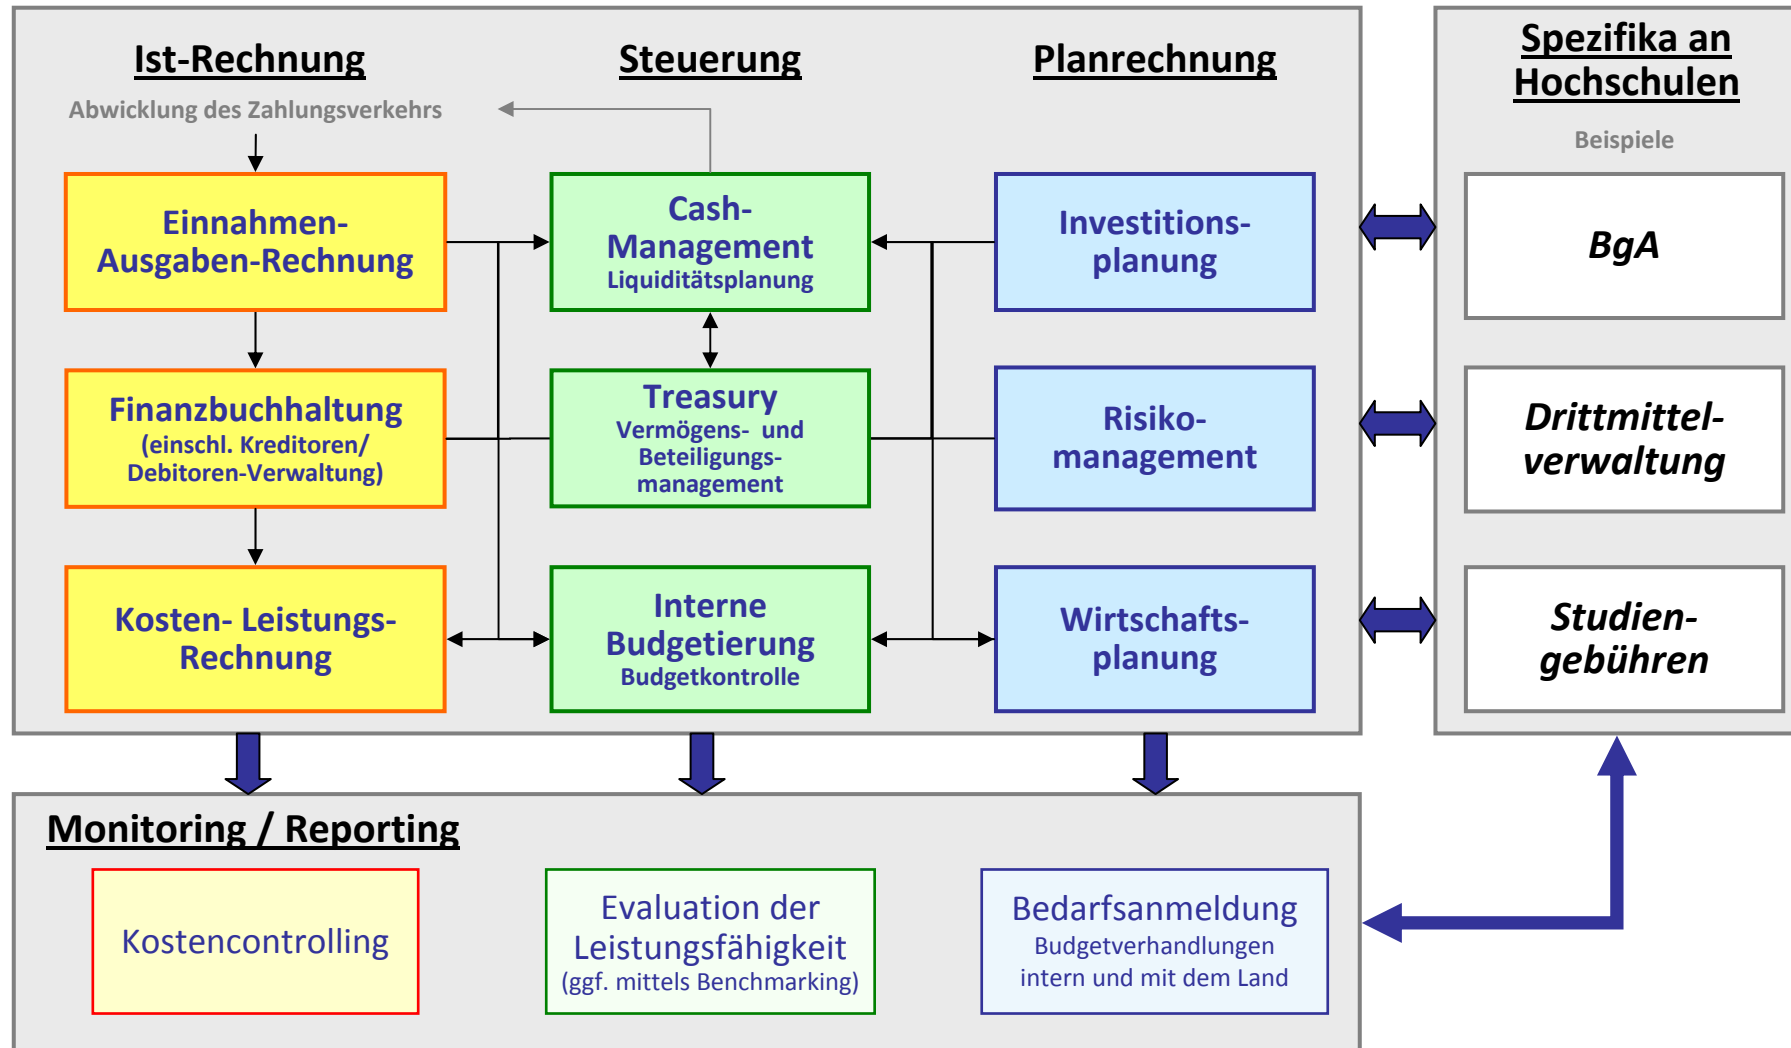 Ist-Rechnung
Steuerung
Planrechnung
Spezifika an
Hochschulen
Abwicklung des Zahlungsverkehrs
Beispiele
Einnahmen-
Ausgaben-Rechnung
Cash-
Management
Liquiditätsplanung
Investitions-
planung
BgA
Finanzbuchhaltung
(einschl. Kreditoren/
Debitoren-Verwaltung)
Treasury
Vermögens- und
Beteiligungs-
management
Risiko-
management
Drittmittel-
verwaltung
Kosten- Leistungs-
Rechnung
Interne
Budgetierung
Budgetkontrolle
Wirtschafts-
planung
Studien-
gebühren
Monitoring / Reporting
Kostencontrolling
Evaluation der
Leistungsfähigkeit
(ggf. mittels Benchmarking)
Bedarfsanmeldung
Budgetverhandlungen
intern und mit dem Land